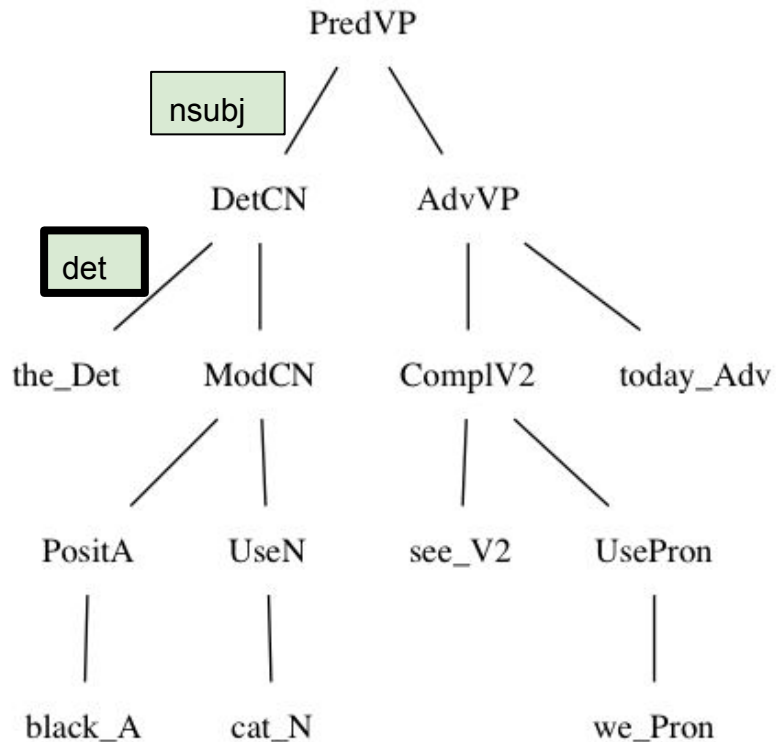 PredVP
nsubj
DetCN AdvVP
det
the_Det ModCN ComplV2 today_Adv
PositA UseN see_V2 UsePron
black_A cat_N we_Pron